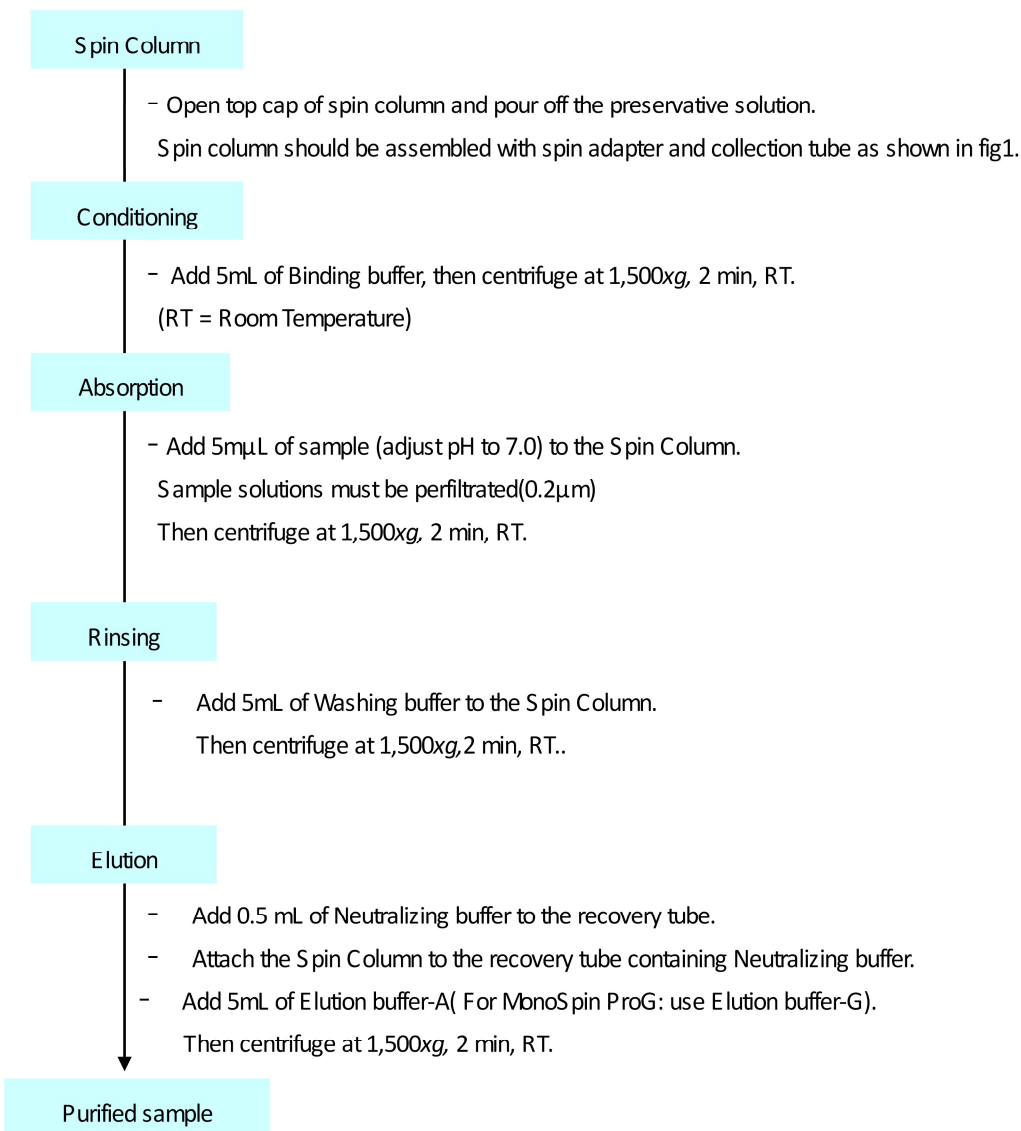 Spin Column
- Open top cap of spin column and pour off the preservative solution.
Spin column should be assembled with spin adapter and collection tube as shown in fig1.
Conditioning
- Add 5mL of Binding buffer, then centrifuge at 1,500xg, 2 min, RT.
(RT = Room Temperature)
Absorption
- Add 5mμL of sample (adjust pH to 7.0) to the Spin Column.
Sample solutions must be perfiltrated(0.2μm)
Then centrifuge at 1,500xg, 2 min, RT.
Rinsing
- Add 5mL of Washing buffer to the Spin Column.
Then centrifuge at 1,500xg,2 min, RT..
Elution
- Add 0.5 mL of Neutralizing buffer to the recovery tube.
- Attach the Spin Column to the recovery tube containing Neutralizing buffer.
- Add 5mL of Elution buffer-A( For MonoSpin ProG: use Elution buffer-G).
Then centrifuge at 1,500xg, 2 min, RT.
Purified sample